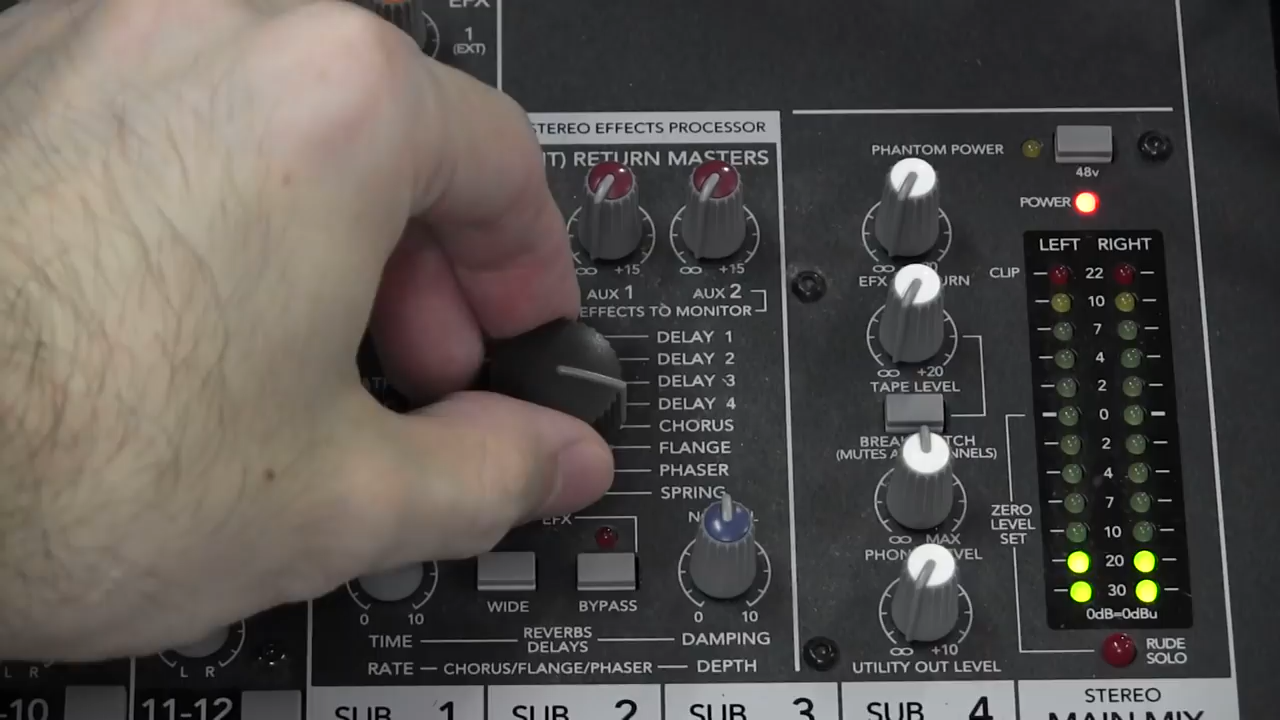 EFX
1
(EXT)
STEREO EFFECTS PROCESSOR
RETURN MASTERS
∞ +15
∞ +15
AUX 1
AUX 2
EFFECTS TO MONITOR
DELAY 1
DELAY 2
DELAY 3
DELAY 4
CHORUS
FLANGE
PHASER
SPRING
EFX
WIDE
BYPASS
0 10
0 10
TIME
REVERBS
DELAYS
DAMPING
RATE
CHORUS/FLANGE/PHASER
DEPTH
PHANTOM POWER
48v
POWER
∞
EFX
∞ +20
TAPE LEVEL
(MUTES
∞ MAX
∞ +10
UTILITY OUT LEVEL
LEFT RIGHT
CLIP
22
10
7
4
2
0
2
4
7
10
20
30
0dB=0dBu
ZERO
LEVEL
SET
RUDE
SOLO
L R
L R
-10
11-12
SUB 1
SUB 2
SUB 3
SUB 4
STEREO
MAIN MIX